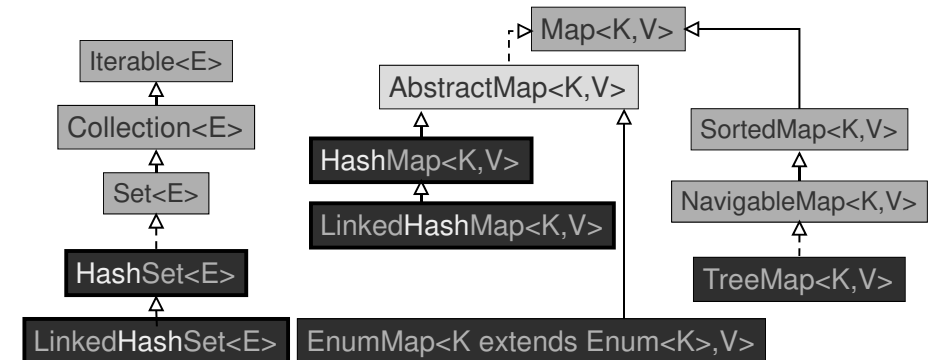 Iterable<E>
Collection<E>
Set<E>
HashSet<E>
LinkedHashSet<E>
Map<K,V>
AbstractMap<K,V>
HashMap<K,V>
LinkedHashMap<K,V>
EnumMap<K extends Enum<K>,V>
SortedMap<K,V>
NavigableMap<K,V>
TreeMap<K,V>